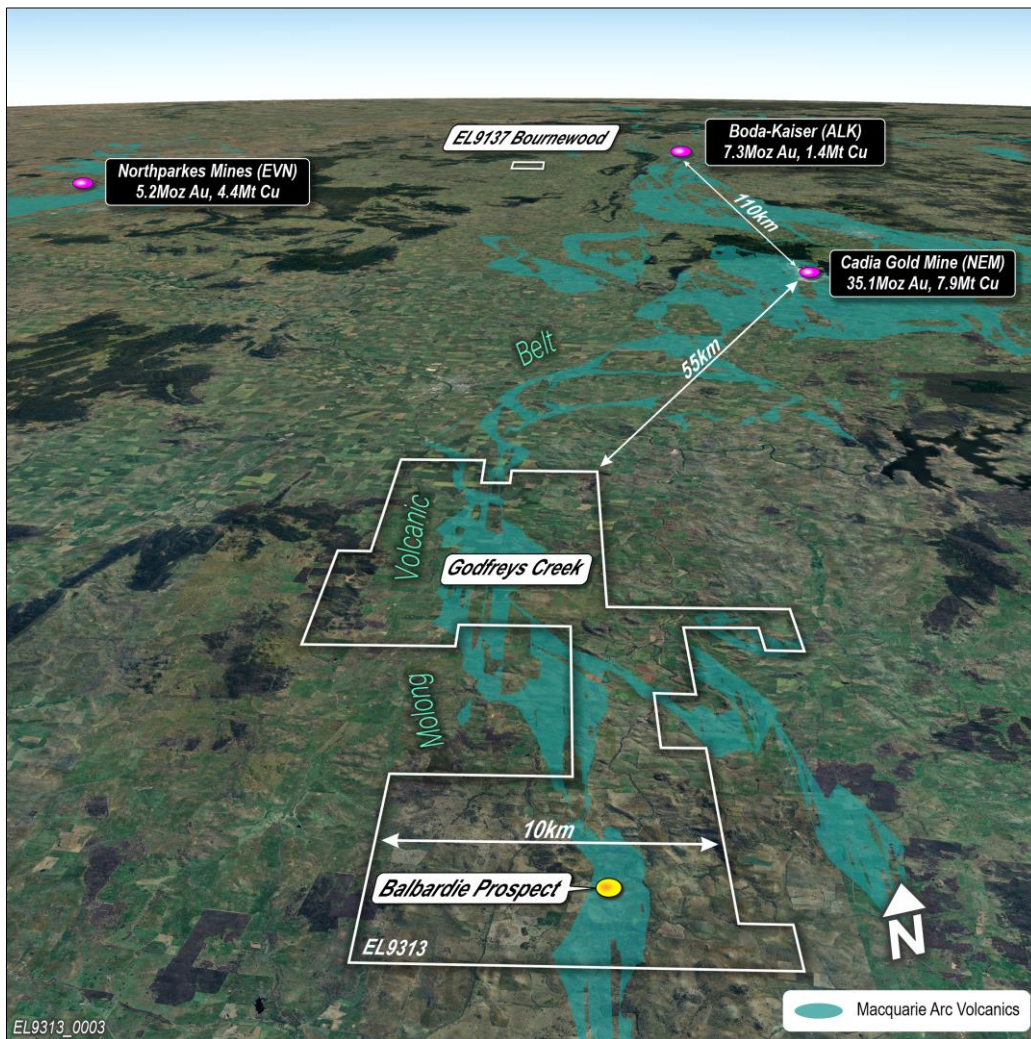 EL9137 Bournewood
Boda-Kaiser (ALK)
7.3Moz Au, 1.4Mt Cu
Northparkes Mines (EVN)
5.2Moz Au, 4.4Mt Cu
110km
Cadia Gold Mine (NEM)
35.1Moz Au, 7.9Mt Cu
Belt
55km
Volcanic
Godfreys Creek
Molong
10km
Balbardie Prospect
EL9313
N
Macquarie Arc Volcanics
EL9313_0003